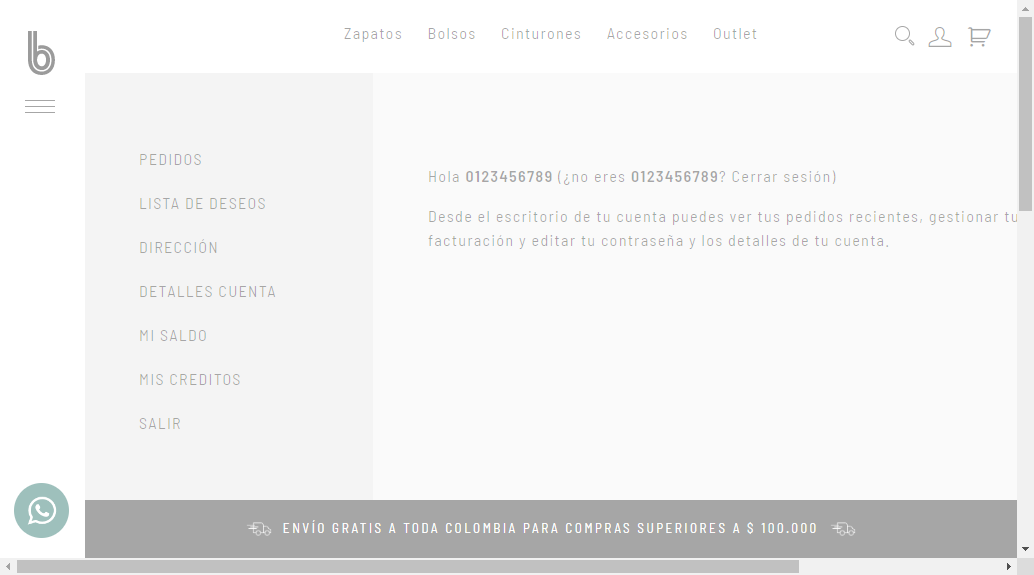 b
Zapatos Bolsos Cinturones Accesorios Outlet
PEDIDOS
LISTA DE DESEOS
DIRECCIÓN
DETALLES CUENTA
MI SALDO
MIS CREDITOS
SALIR
Hola 0123456789 (¿no eres 0123456789? Cerrar sesión)
Desde el escritorio de tu cuenta puedes ver tus pedidos recientes, gestionar tu
facturación y editar tu contraseña y los detalles de tu cuenta.
ENVÍO GRATIS A TODA COLOMBIA PARA COMPRAS SUPERIORES A $ 100.000